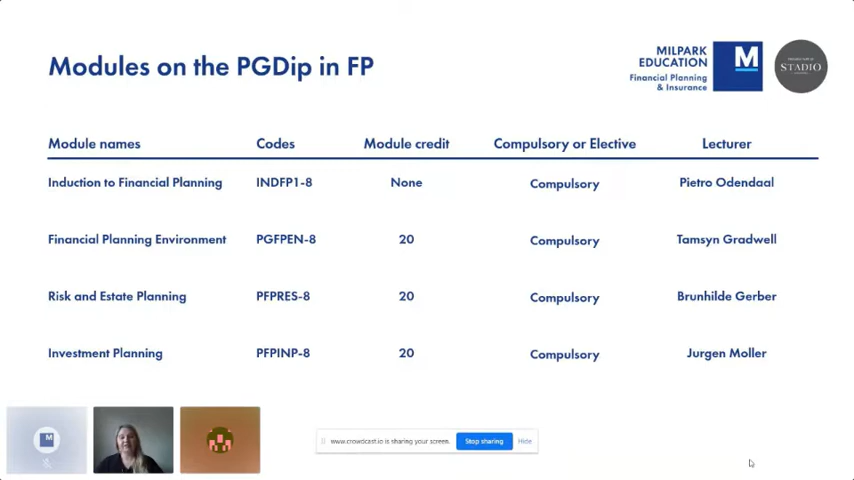 Modules on the PGDip in FP
MILPARK
EDUCATION
Financial Planning
& Insurance
M
STADIO
Module names Codes Module credit Compulsory or Elective Lecturer
Induction to Financial Planning INDFP1-8 None Compulsory Pietro Odendaal
Financial Planning Environment PGFPEN-8 20 Compulsory Tamsyn Gradwell
Risk and Estate Planning PFPRES-8 20 Compulsory Brunhilde Gerber
Investment Planning PFPINP-8 20 Compulsory Jurgen Moller
M
www.crowdcast.io is sharing your screen. Stop sharing Hide